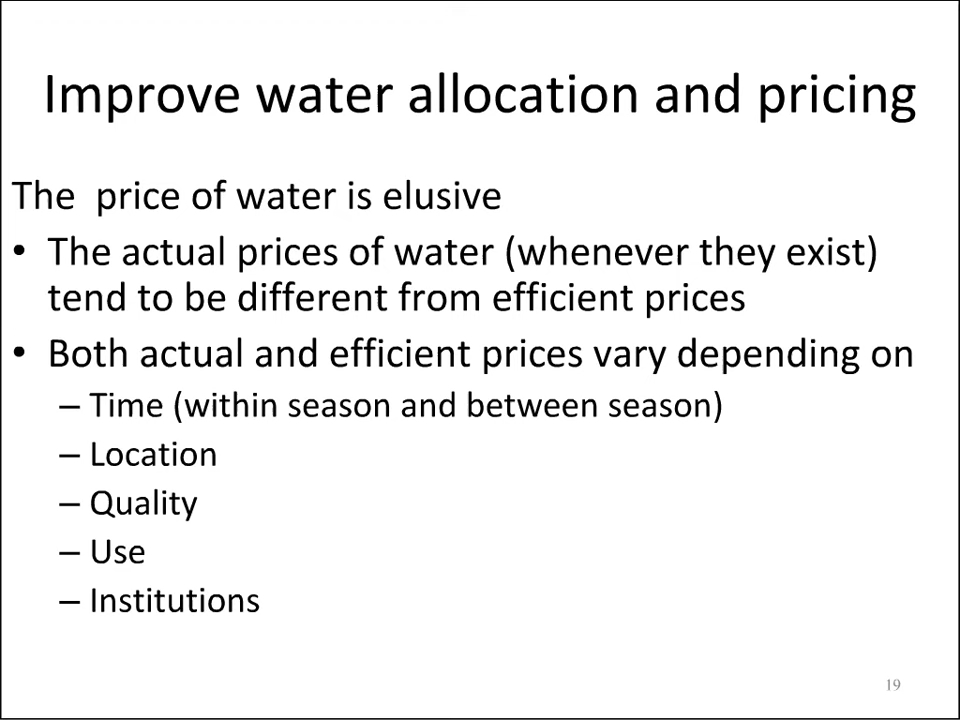 Improve water allocation and pricing
The  price of water is elusive
• The actual prices of water (whenever they exist)
tend to be different from efficient prices
• Both actual and efficient prices vary depending on
– Time (within season and between season)
– Location
– Quality
– Use
– Institutions
19